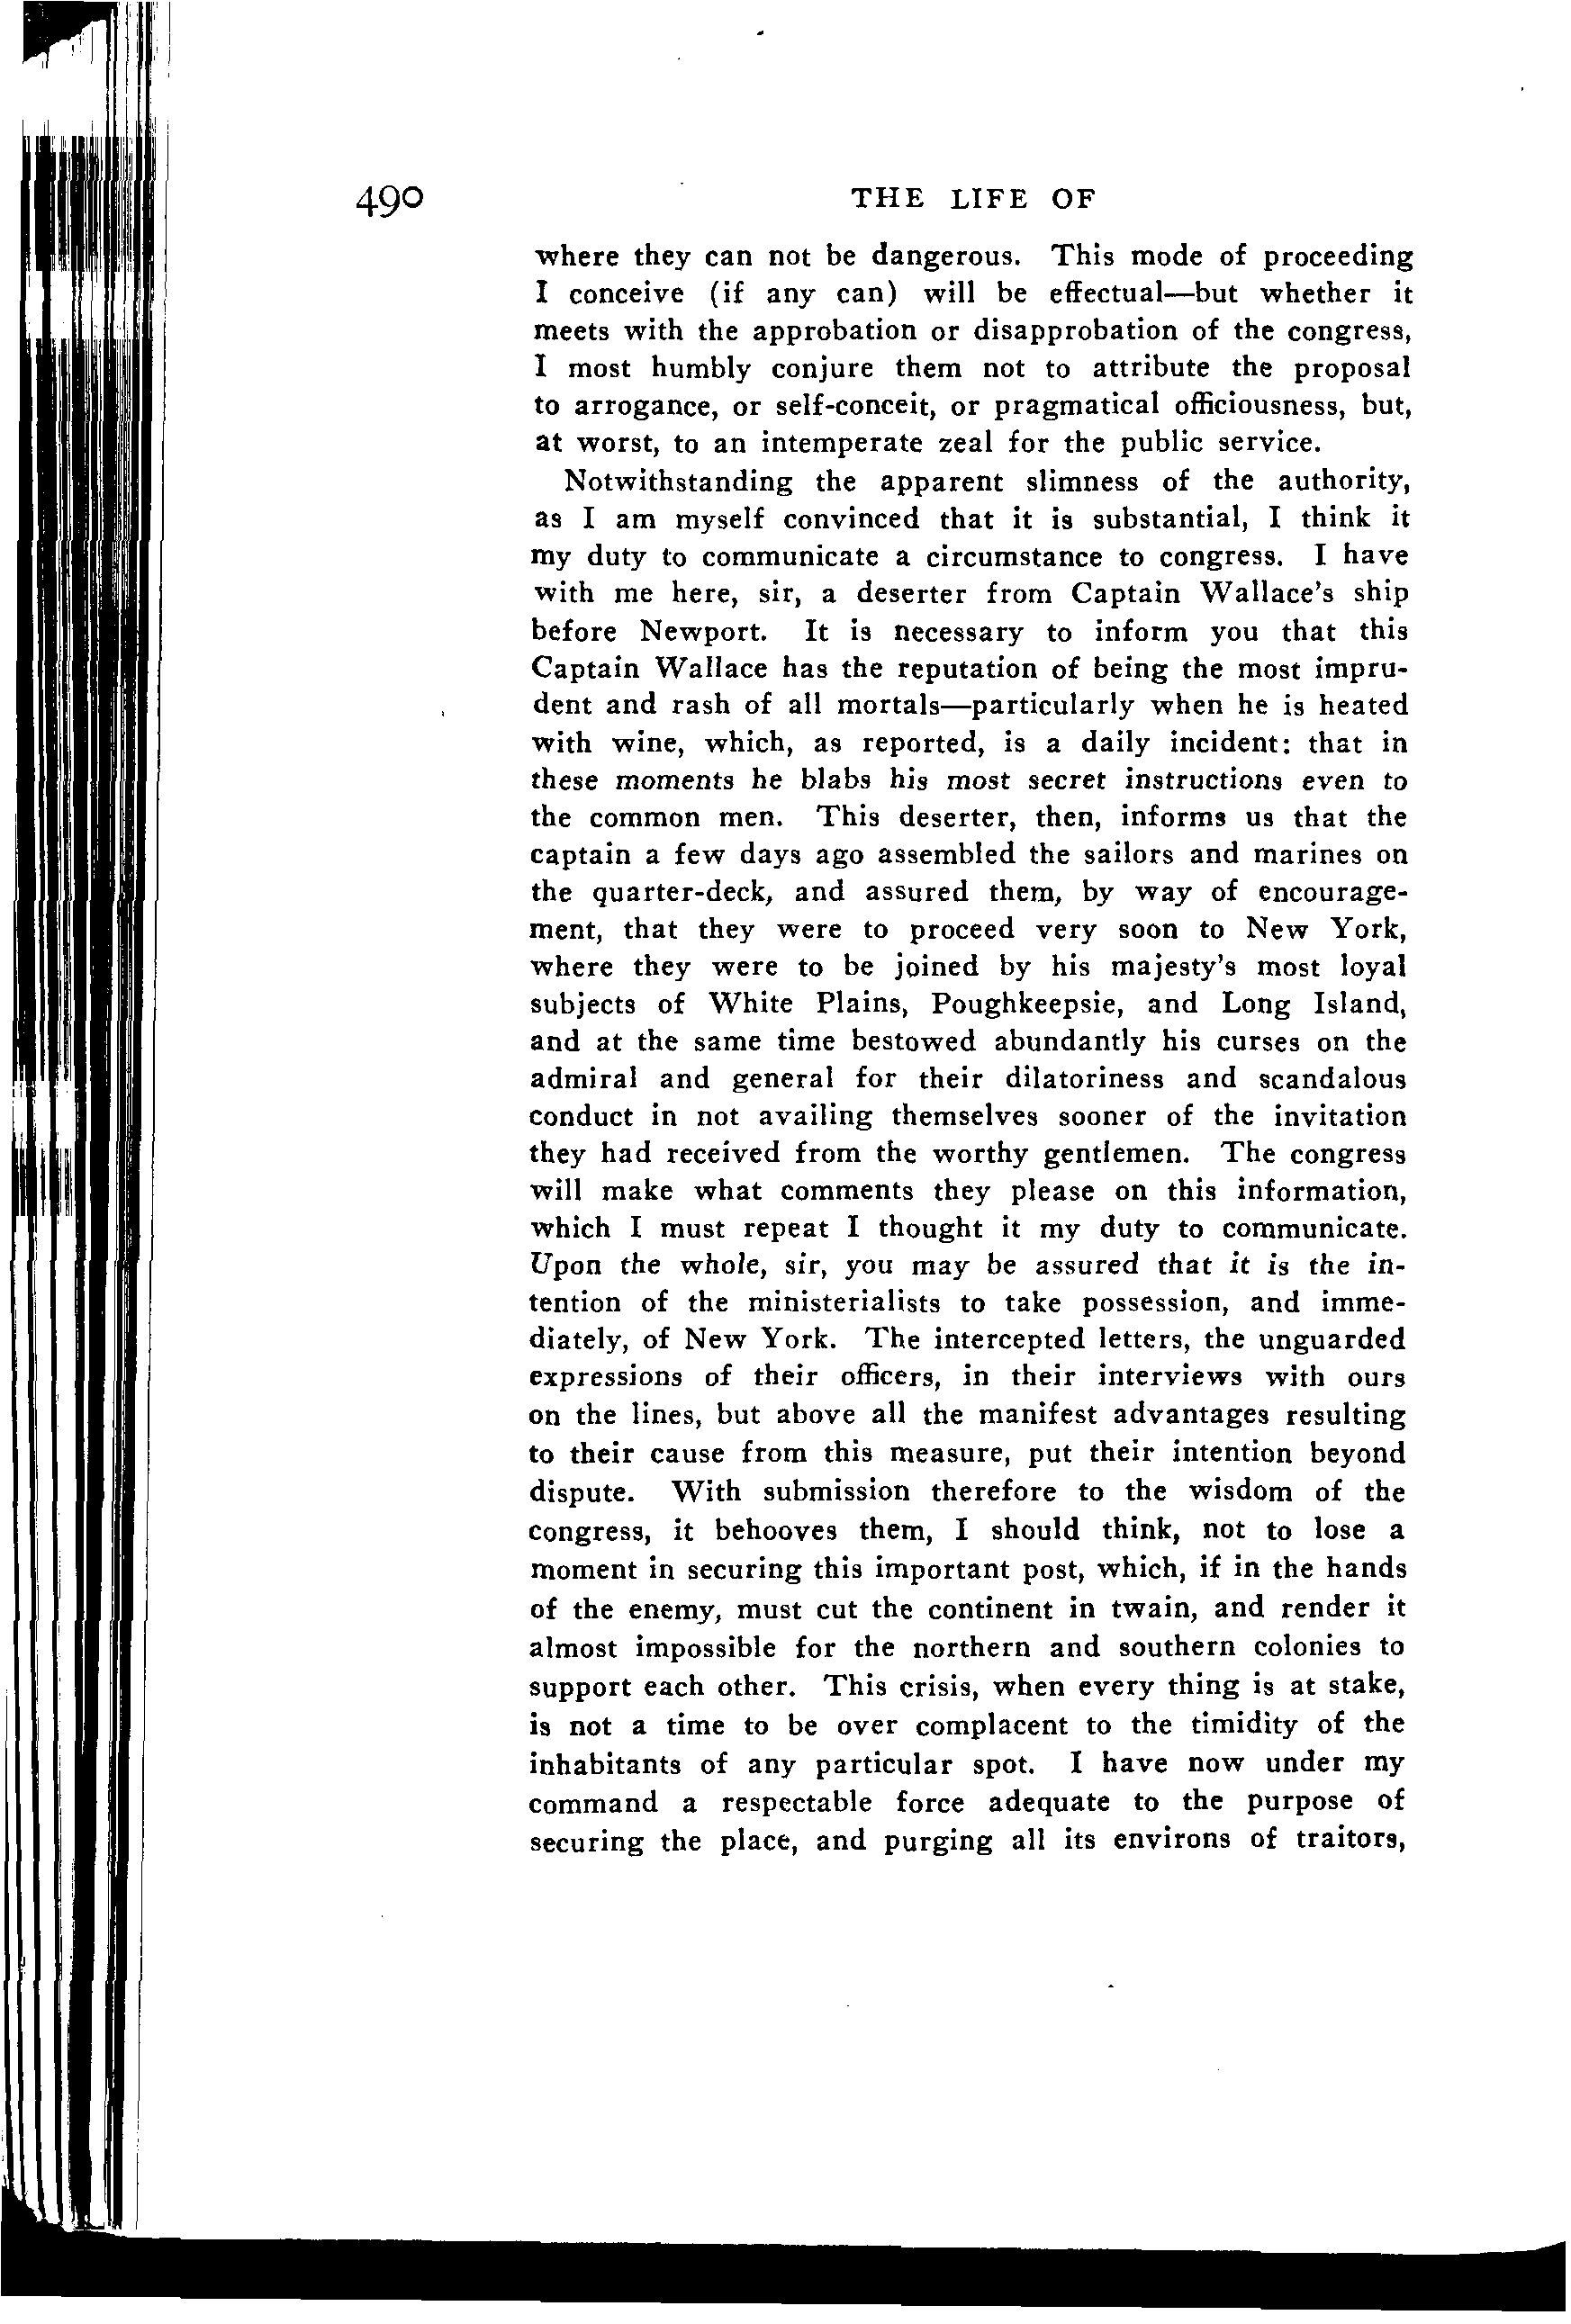 490 THE LIFE OF
where they can not be dangerous. This mode of proceeding
I conceive (if any can) will be effectual—but whether it
meets with the approbation or disapprobation of the congress,
I most humbly conjure them not to attribute the proposal
to arrogance, or self-conceit, or pragmatical officiousness, but,
at worst, to an intemperate zeal for the public service.
Notwithstanding the apparent slimness of the authority,
as I am myself convinced that it is substantial, I think it
my duty to communicate a circumstance to congress. I have
with me here, sir, a deserter from Captain Wallace's ship
before Newport. It is necessary to inform you that this
Captain Wallace has the reputation of being the most impru-
dent and rash of all mortals—particularly when he is heated
with wine, which, as reported, is a daily incident: that in
these moments he blabs his most secret instructions even to
the common men. This deserter, then, informs us that the
captain a few days ago assembled the sailors and marines on
the quarter-deck, and assured them, by way of encourage-
ment, that they were to proceed very soon to New York,
where they were to be joined by his majesty's most loyal
subjects of White Plains, Poughkeepsie, and Long Island,
and at the same time bestowed abundantly his curses on the
admiral and general for their dilatoriness and scandalous
conduct in not availing themselves sooner of the invitation
they had received from the worthy gentlemen. The congress
will make what comments they please on this information,
which I must repeat I thought it my duty to communicate.
Upon the whole, sir, you may be assured that it is the in-
tention of the ministerialists to take possession, and imme-
diately, of New York. The intercepted letters, the unguarded
expressions of their officers, in their interviews with ours
on the lines, but above all the manifest advantages resulting
to their cause from this measure, put their intention beyond
dispute. With submission therefore to the wisdom of the
congress, it behooves them, I should think, not to lose a
moment in securing this important post, which, if in the hands
of the enemy, must cut the continent in twain, and render it
almost impossible for the northern and southern colonies to
support each other. This crisis, when every thing is at stake,
is not a time to be over complacent to the timidity of the
inhabitants of any particular spot. I have now under my
command a respectable force adequate to the purpose of
securing the place, and purging all its environs of traitors,